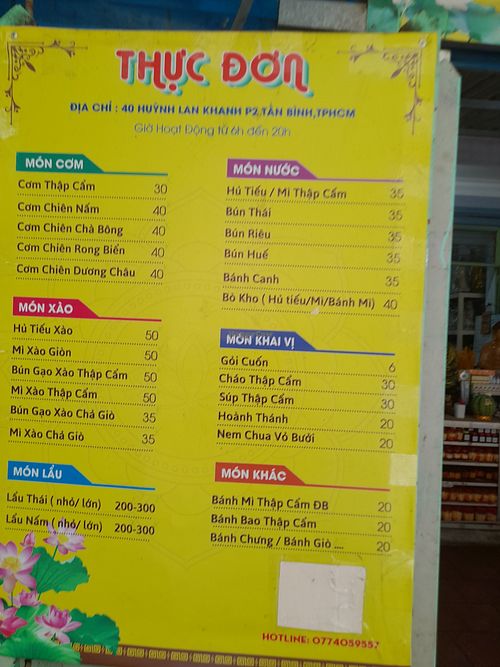 THỰC ĐƠN
ĐỊA CHỈ : 40 HUỲNH LAN KHANH P2,TÂN BÌNH,TPHCM
Giờ Hoạt Động từ 6h đến 20h
MÓN CƠM
Cơm Thập Cẩm 30
Cơm Chiên Nấm 40
Cơm Chiên Chà Bông 40
Cơm Chiên Rong Biển 40
Cơm Chiên Dương Châu 40
MÓN XÀO
Hủ Tiếu Xào 50
Mì Xào Giòn 50
Bún Gạo Xào Thập Cẩm 50
Mì Xào Thập Cẩm 50
Bún Gạo Xào Chả Giò 35
Mì Xào Chả Giò 35
MÓN LẨU
Lẩu Thái ( nhỏ/ lớn) 200-300
Lẩu Nấm ( nhỏ/ lớn) 200-300
MÓN NƯỚC
Hủ Tiếu / Mì Thập Cẩm 35
Bún Thái 35
Bún Riêu 35
Bún Huế 35
Bánh Canh 35
Bò Kho ( Hủ tiếu/Mì/Bánh Mì) 40
MÓN KHAI VỊ
Gỏi Cuốn 6
Cháo Thập Cẩm 30
Súp Thập Cẩm 30
Hoành Thánh 20
Nem Chua Vỏ Bưởi 20
MÓN KHÁC
Bánh Mì Thập Cẩm ĐB 20
Bánh Bao Thập Cẩm 20
Bánh Chưng / Bánh Giò .... 20
HOTLINE: 0774059557